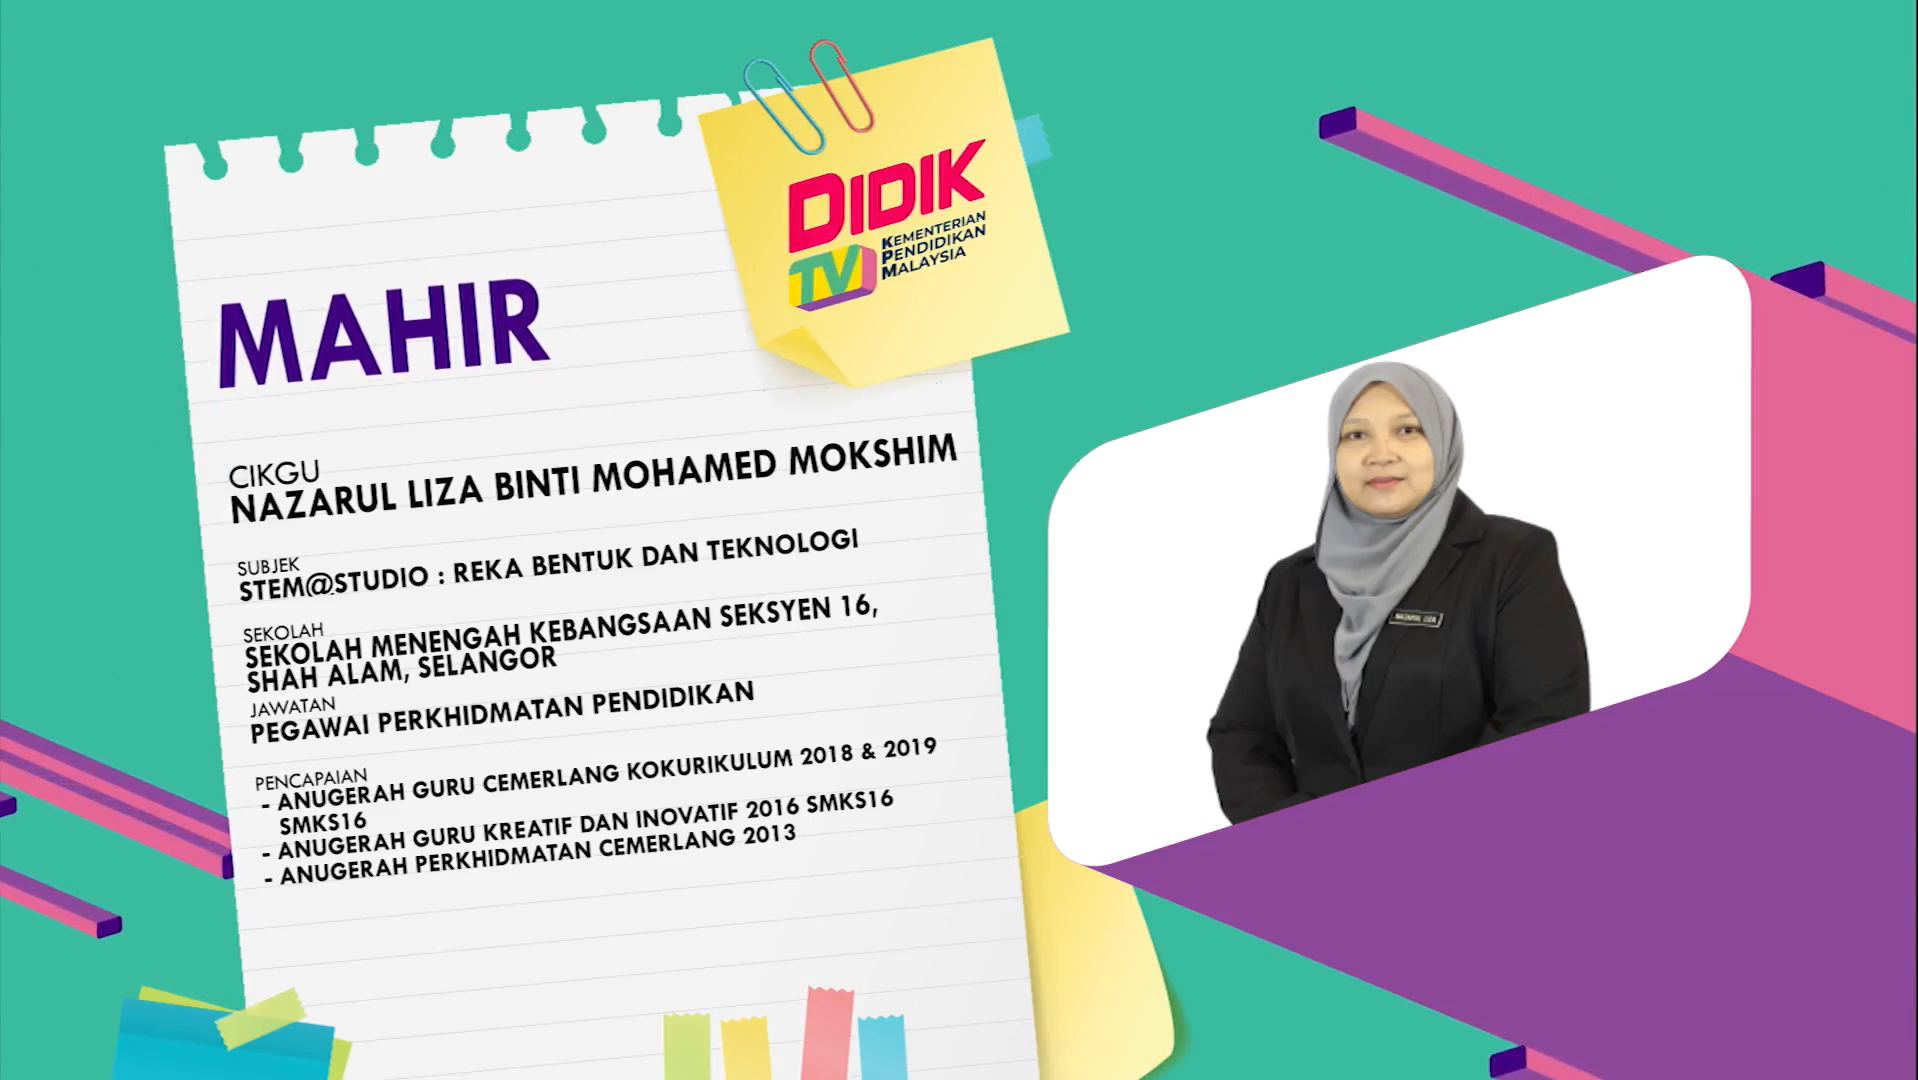 DIDIK
TV
KEMENTERIAN
PENDIDIKAN
MALAYSIA
MAHIR
CIKGU
NAZARUL LIZA BINTI MOHAMED MOKSHIM
SUBJEK
STEM@STUDIO : REKA BENTUK DAN TEKNOLOGI
SEKOLAH
SEKOLAH MENENGAH KEBANGSAAN SEKSYEN 16,
SHAH ALAM, SELANGOR
JAWATAN
PEGAWAI PERKHIDMATAN PENDIDIKAN
PENCAPAIAN
- ANUGERAH GURU CEMERLANG KOKURIKULUM 2018 & 2019
SMKS16
- ANUGERAH GURU KREATIF DAN INOVATIF 2016 SMKS16
- ANUGERAH PERKHIDMATAN CEMERLANG 2013
NAZARUL LIZA